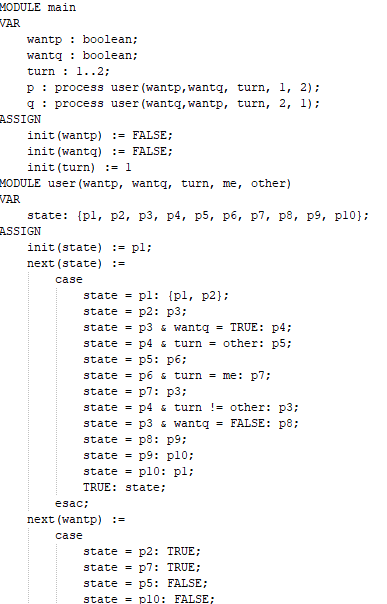 MODULE main
VAR
    wantp : boolean;
    wantq : boolean;
    turn : 1..2;
    p : process user(wantp,wantq, turn, 1, 2);
    q : process user(wantq,wantp, turn, 2, 1);
ASSIGN
    init(wantp) := FALSE;
    init(wantq) := FALSE;
    init(turn) := 1
MODULE user(wantp, wantq, turn, me, other)
VAR
    state: {p1, p2, p3, p4, p5, p6, p7, p8, p9, p10};
ASSIGN
    init(state) := p1;
    next(state) :=
        case
            state = p1: {p1, p2};
            state = p2: p3;
            state = p3 & wantq = TRUE: p4;
            state = p4 & turn = other: p5;
            state = p5: p6;
            state = p6 & turn = me: p7;
            state = p7: p3;
            state = p4 & turn != other: p3;
            state = p3 & wantq = FALSE: p8;
            state = p8: p9;
            state = p9: p10;
            state = p10: p1;
            TRUE: state;
        esac;
    next(wantp) :=
        case
            state = p2: TRUE;
            state = p7: TRUE;
            state = p5: FALSE;
            state = p10: FALSE;